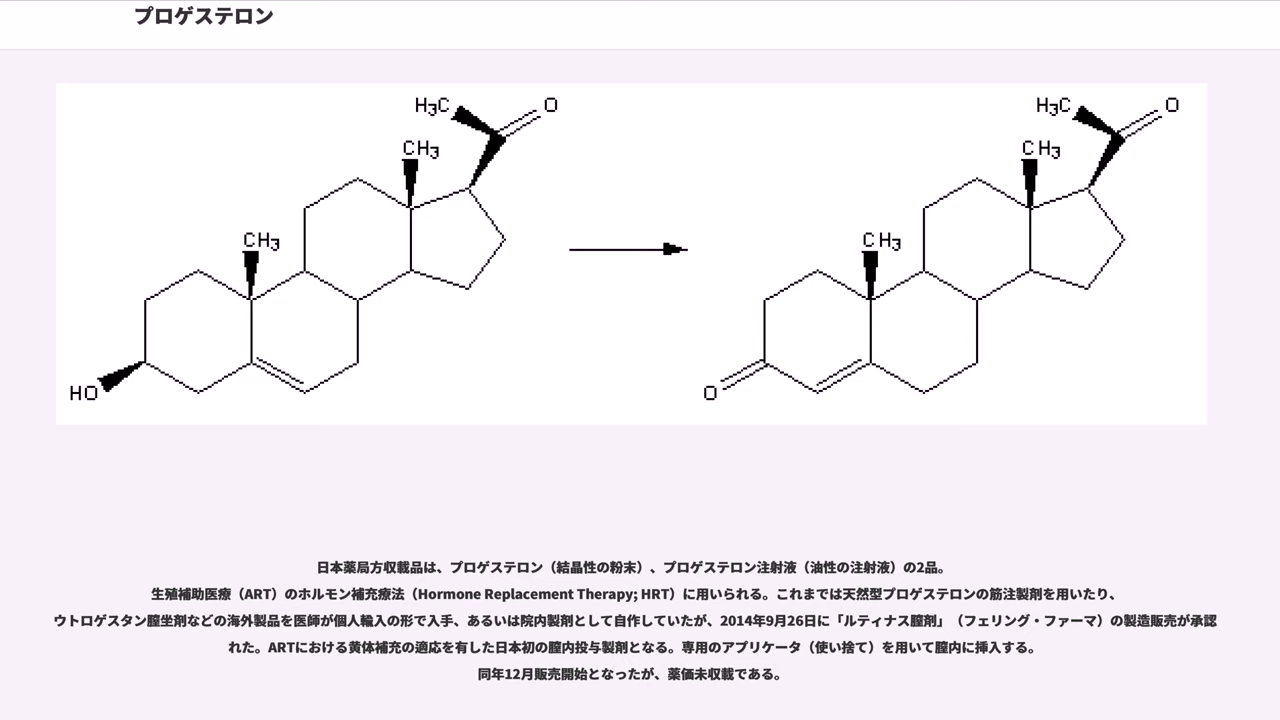 プロゲステロン
H3C O
CH3
CH3
HO
H3C O
CH3
CH3
O
日本薬局方収載品は、プロゲステロン（結晶性の粉末）、プロゲステロン注射液（油性の注射液）の2品。
生殖補助医療（ART）のホルモン補充療法（Hormone Replacement Therapy; HRT）に用いられる。これまでは天然型プロゲステロンの筋注製剤を用いたり、
ウトロゲスタン膣坐剤などの海外製品を医師が個人輸入の形で入手、あるいは院内製剤として自作していたが、2014年9月26日に「ルティナス膣剤」（フェリング・ファーマ）の製造販売が承認
れた。ARTにおける黄体補充の適応を有した日本初の膣内投与製剤となる。専用のアプリケータ（使い捨て）を用いて膣内に挿入する。
同年12月販売開始となったが、薬価未収載である。